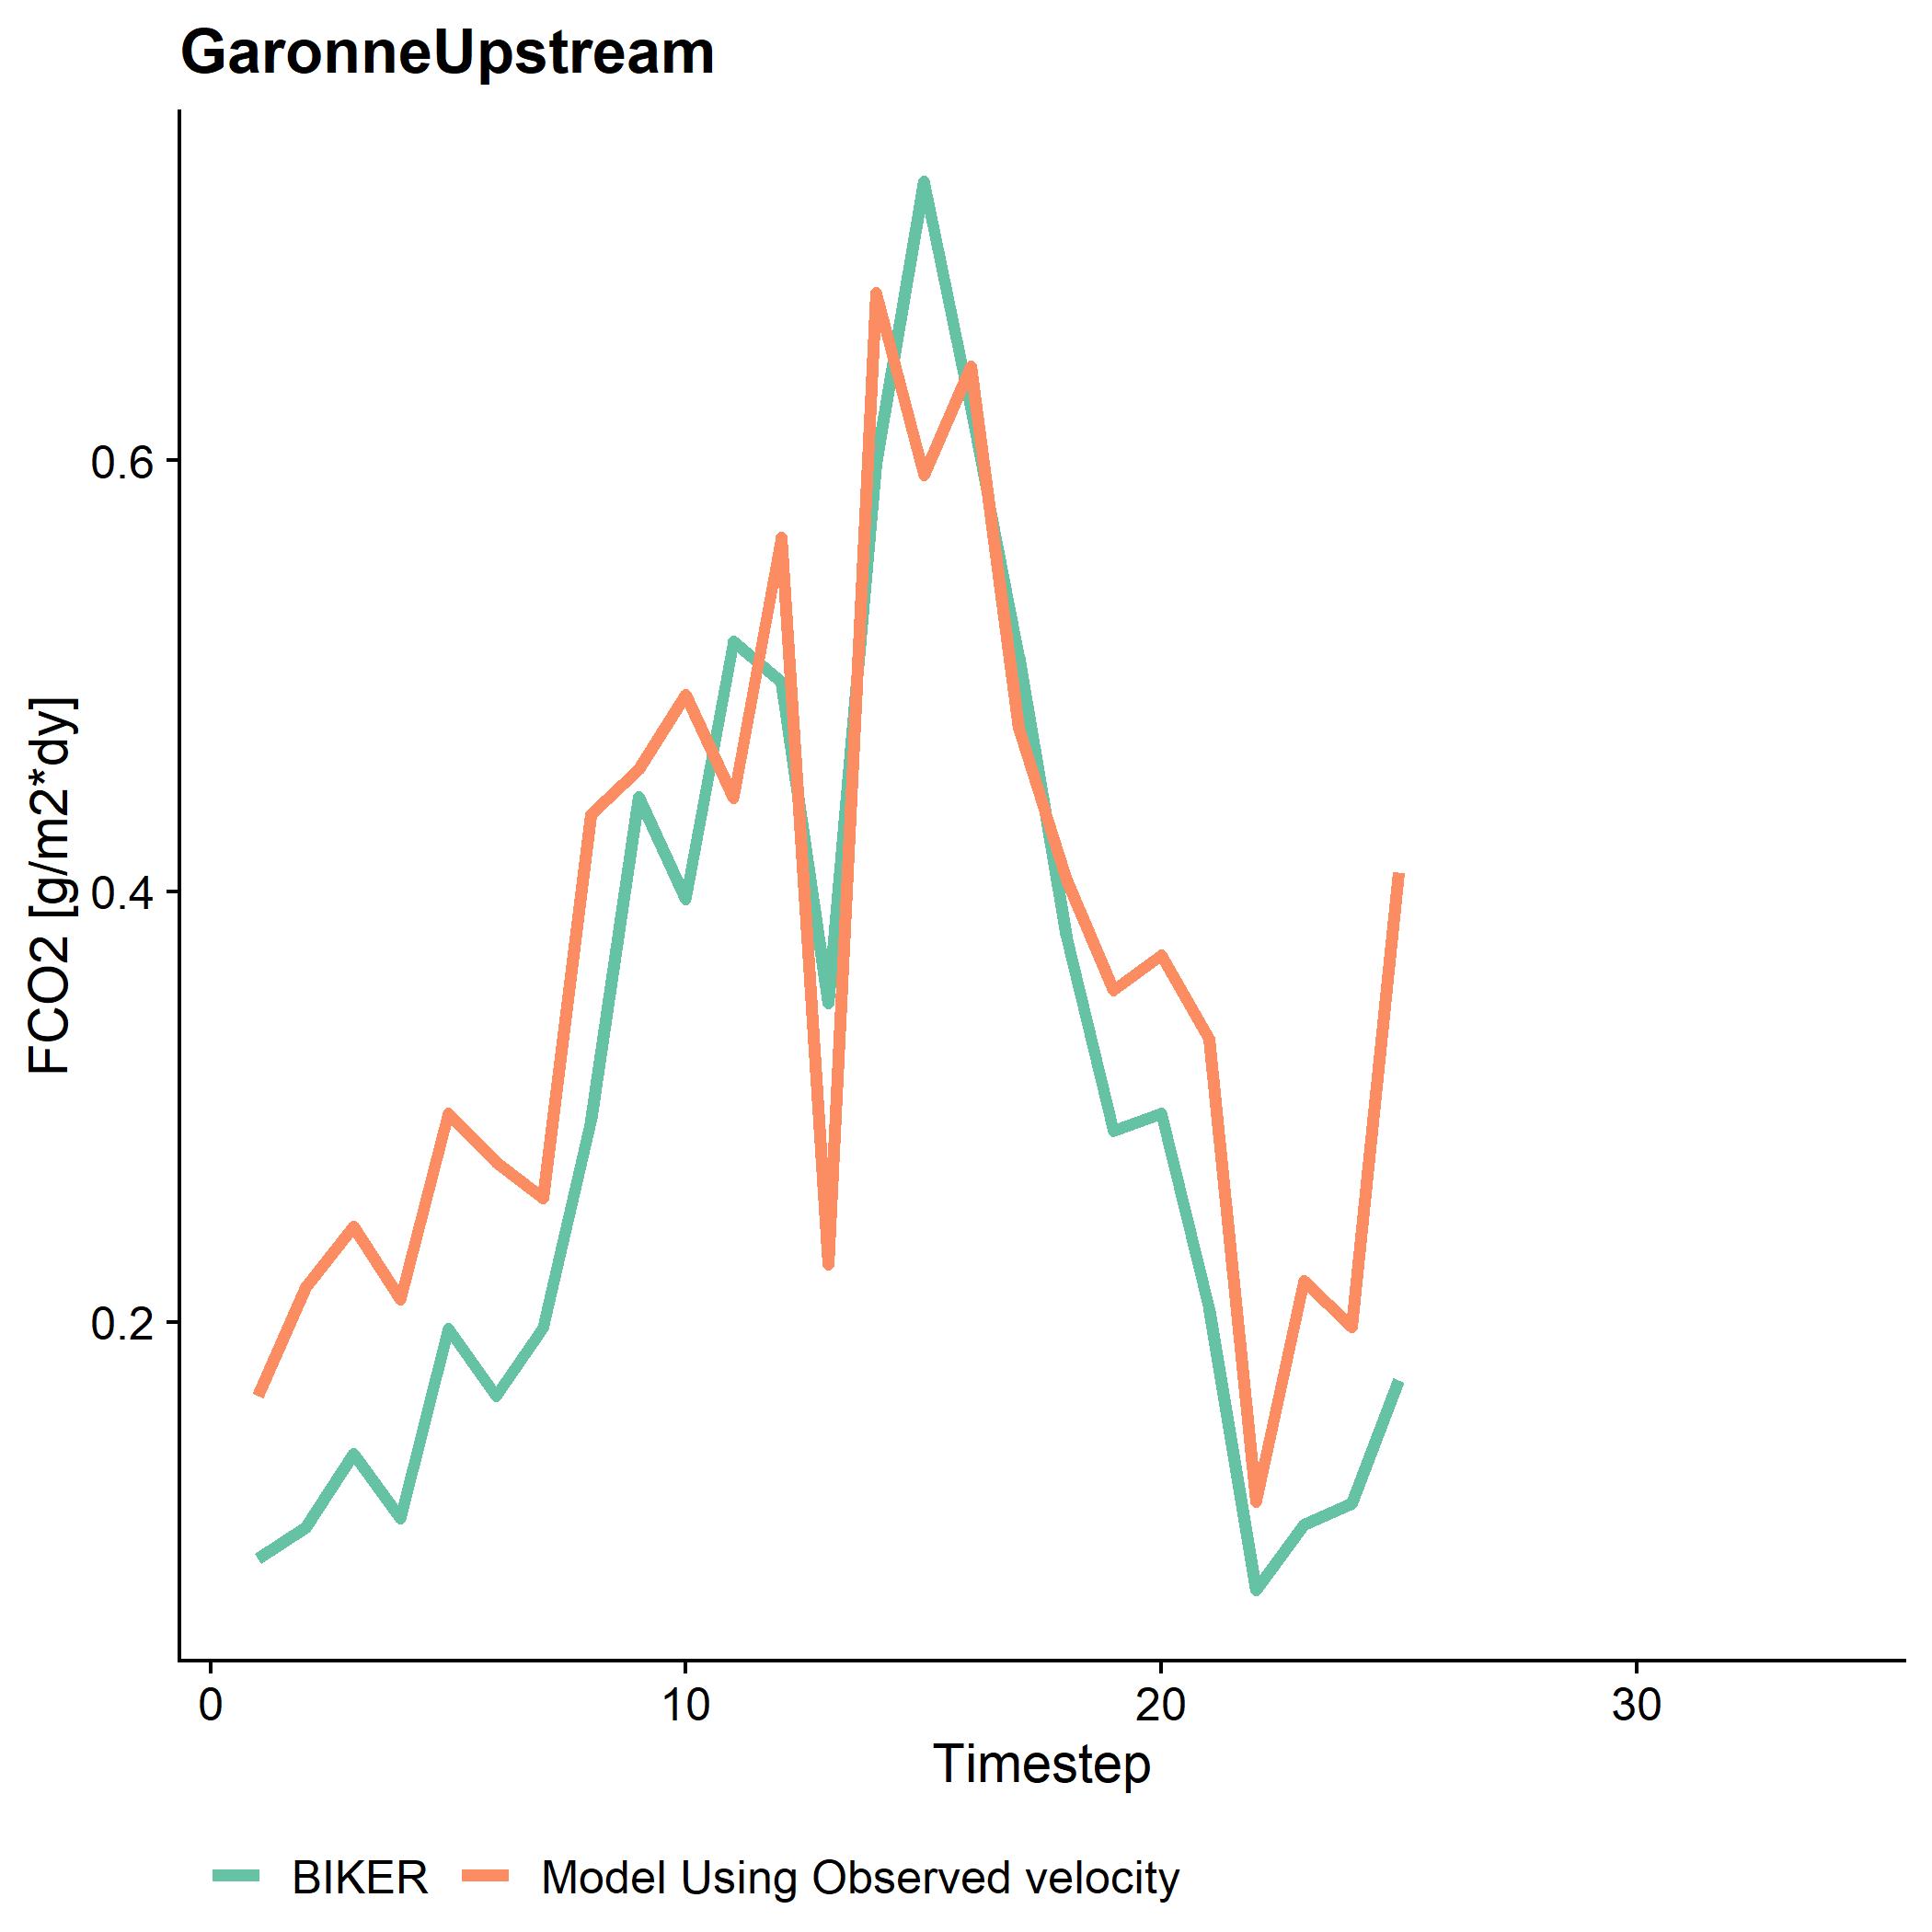 GaronneUpstream
FCO2 [g/m2*dy]
0.6
0.4
0.2
0 10 20 30
Timestep
BIKER Model Using Observed velocity